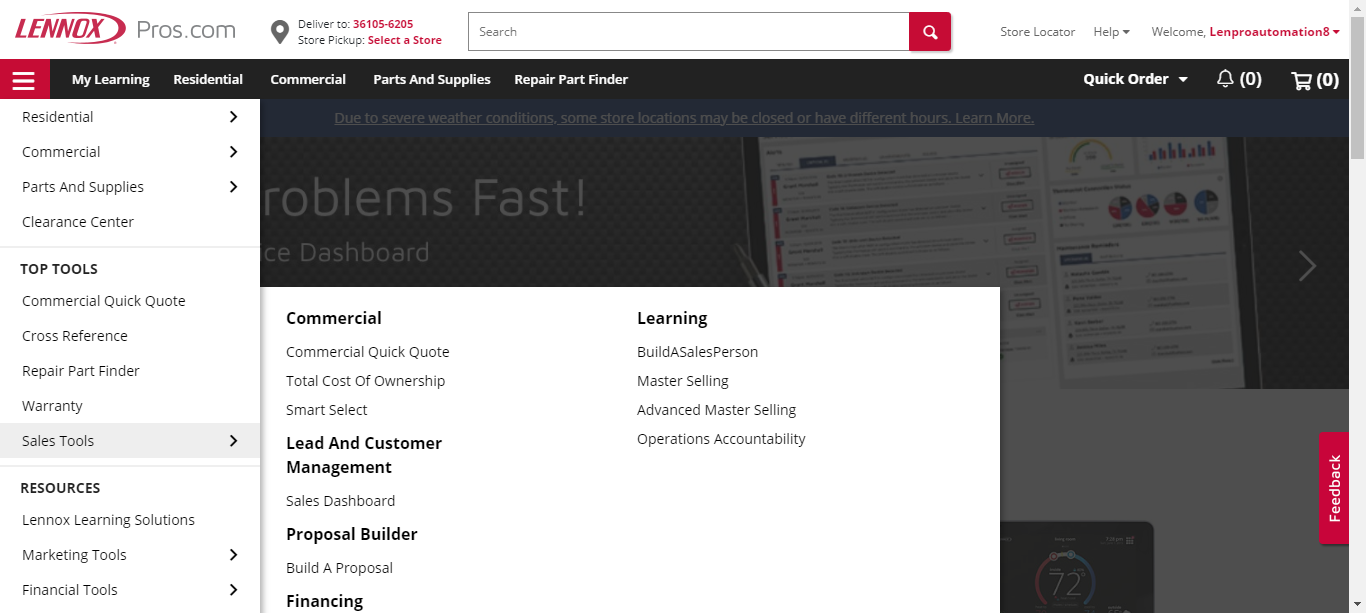 LENNOX Pros.com
Deliver to: 36105-6205
Store Pickup: Select a Store
Search
Store Locator
Help
Welcome, Lenproautomation8
My Learning
Residential
Commercial
Parts And Supplies
Repair Part Finder
Quick Order
(0)
(0)
Residential
Commercial
Parts And Supplies
Clearance Center
TOP TOOLS
Commercial Quick Quote
Cross Reference
Repair Part Finder
Warranty
Sales Tools
RESOURCES
Lennox Learning Solutions
Marketing Tools
Financial Tools
Due to severe weather conditions, some store locations may be closed or have different hours. Learn More.
roblems Fast!
ice Dashboard
Commercial
Commercial Quick Quote
Total Cost Of Ownership
Smart Select
Lead And Customer
Management
Sales Dashboard
Proposal Builder
Build A Proposal
Financing
Learning
BuildASalesPerson
Master Selling
Advanced Master Selling
Operations Accountability
Feedback
72